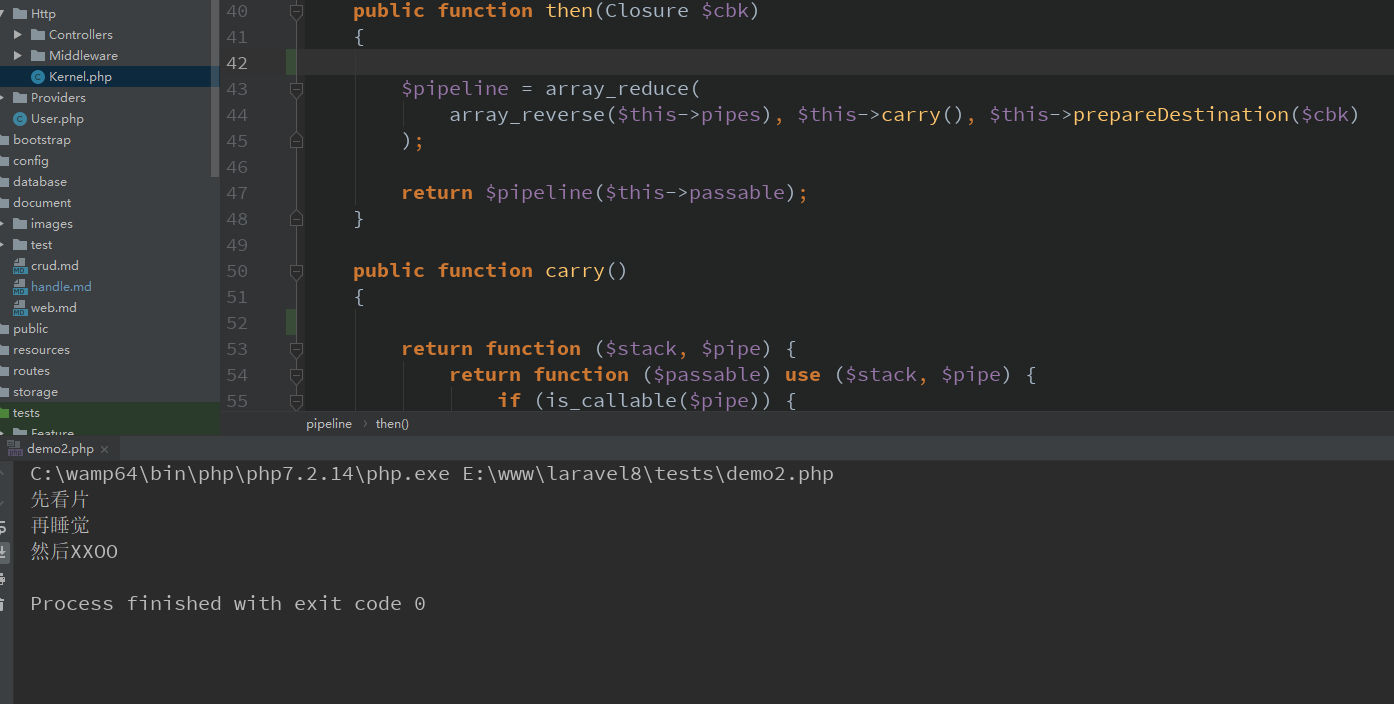 Http
Controllers
Middleware
Kernel.php
Providers
User.php
bootstrap
config
database
document
images
test
crud.md
handle.md
web.md
public
resources
routes
storage
tests
Feature
40 public function then(Closure $cbk)
41 {
42
43 $pipeline = array_reduce(
44 array_reverse($this->pipes), $this->carry(), $this->prepareDestination($cbk)
45 );
46
47 return $pipeline($this->passable);
48 }
49
50 public function carry()
51 {
52
53 return function ($stack, $pipe) {
54 return function ($passable) use ($stack, $pipe) {
55 if (is_callable($pipe)) {
pipeline › then()
demo2.php ×
C:\wamp64\bin\php\php7.2.14\php.exe E:\www\laravel8\tests\demo2.php
先看片
再睡觉
然后XXOO
Process finished with exit code 0